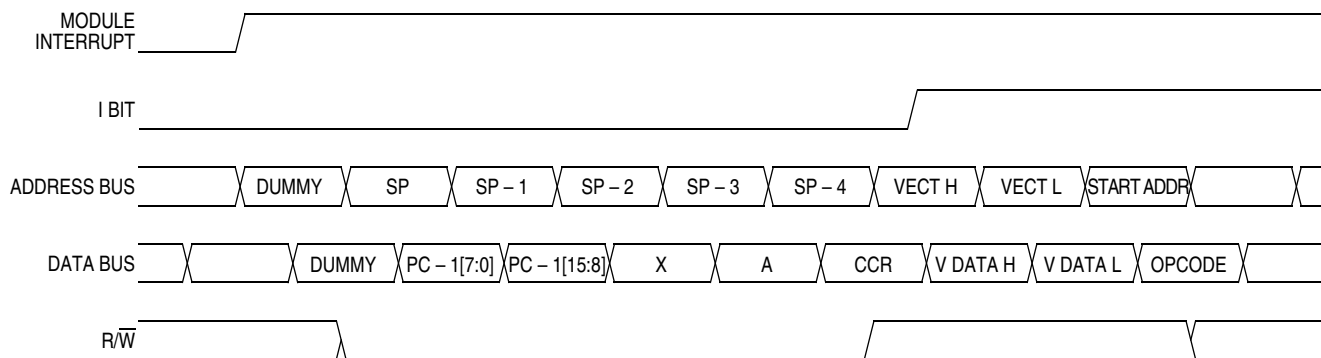 MODULE
INTERRUPT
I BIT
ADDRESS BUS DUMMY SP SP – 1 SP – 2 SP – 3 SP – 4 VECT H VECT L START ADDR
DATA BUS DUMMY PC – 1[7:0] PC – 1[15:8] X A CCR V DATA H V DATA L OPCODE
R/W̅